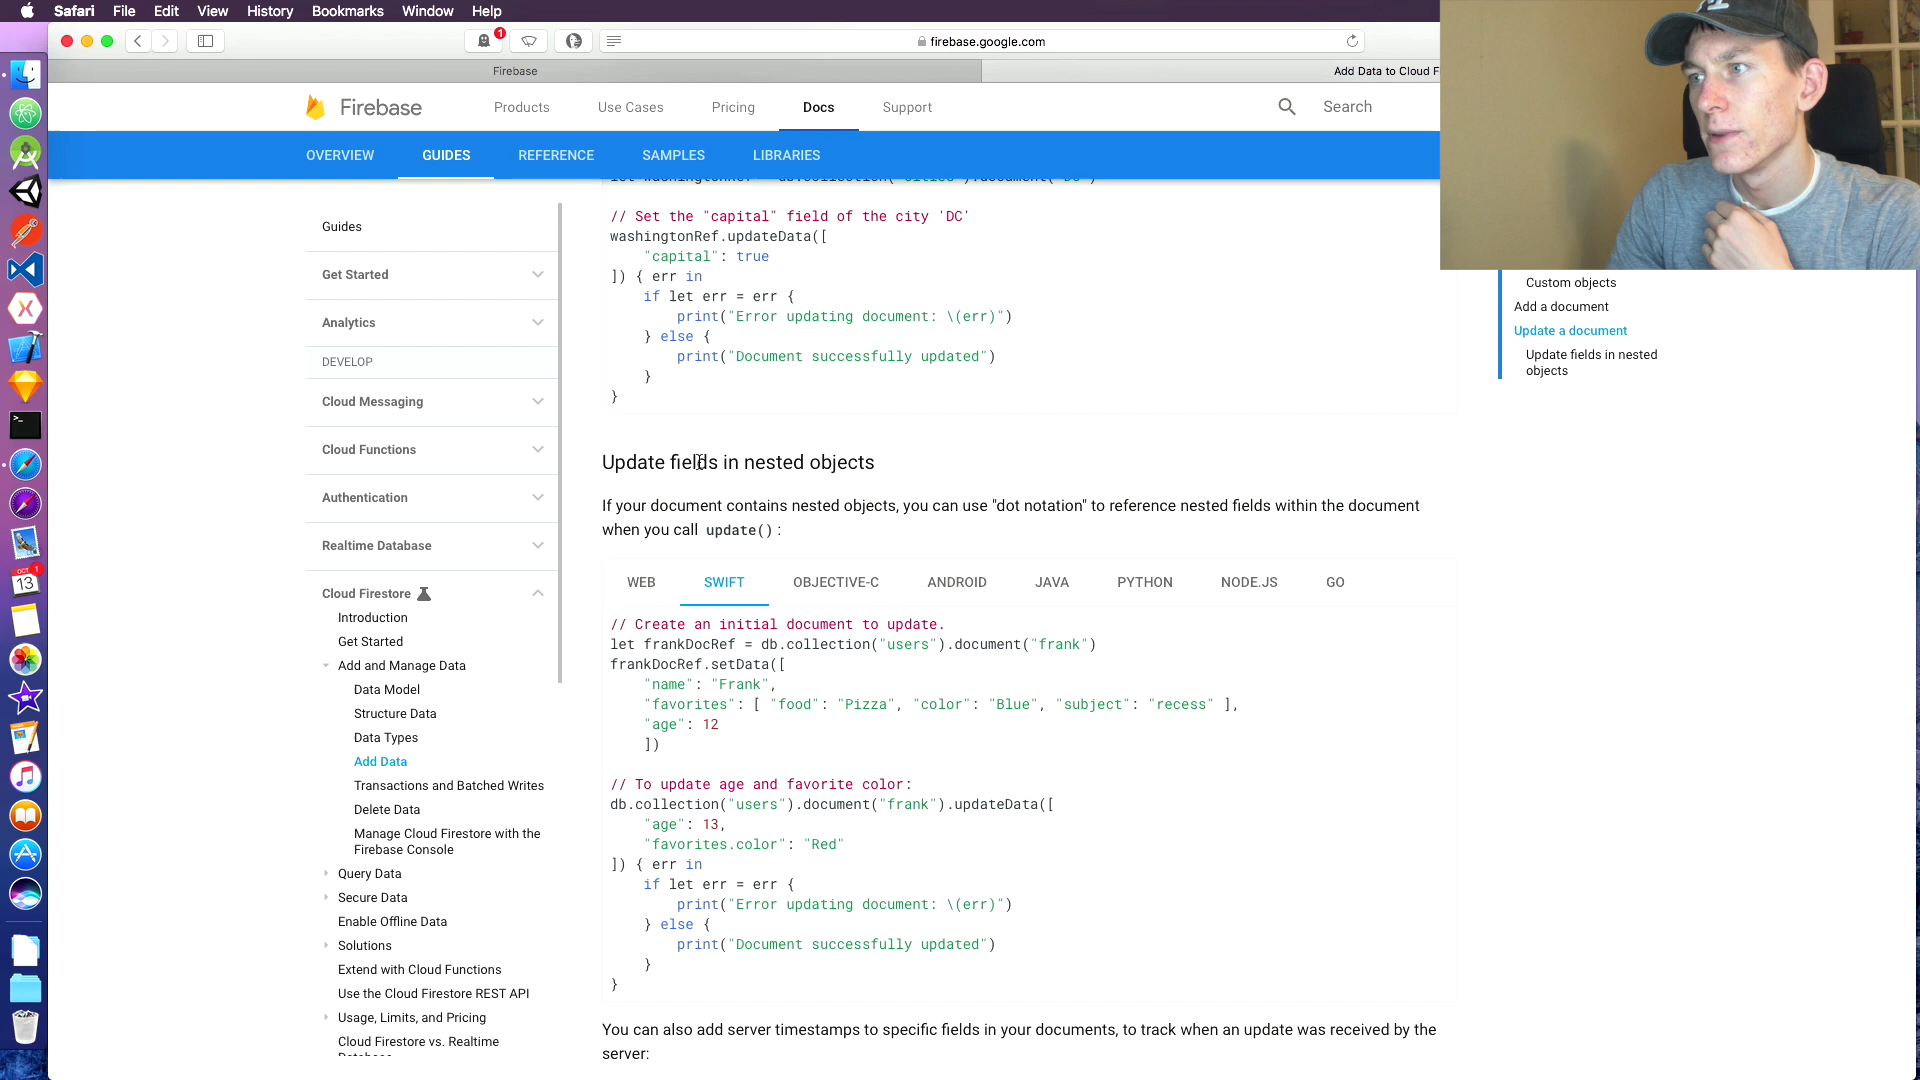 Safari File Edit View History Bookmarks Window Help
1
firebase.google.com
Firebase
Add Data to Cloud F
Firebase
Products
Use Cases
Pricing
Docs
Support
Search
OVERVIEW
GUIDES
REFERENCE
SAMPLES
LIBRARIES
Guides
Get Started
Analytics
DEVELOP
Cloud Messaging
Cloud Functions
Authentication
Realtime Database
Cloud Firestore
Introduction
Get Started
Add and Manage Data
Data Model
Structure Data
Data Types
Add Data
Transactions and Batched Writes
Delete Data
Manage Cloud Firestore with the
Firebase Console
Query Data
Secure Data
Enable Offline Data
Solutions
Extend with Cloud Functions
Use the Cloud Firestore REST API
Usage, Limits, and Pricing
Cloud Firestore vs. Realtime
// Set the "capital" field of the city 'DC'
washingtonRef.updateData([
"capital": true
]) { err in
if let err = err {
print("Error updating document: \(err)")
} else {
print("Document successfully updated")
}
}
Update fields in nested objects
If your document contains nested objects, you can use "dot notation" to reference nested fields within the document
when you call update() :
WEB
SWIFT
OBJECTIVE-C
ANDROID
JAVA
PYTHON
NODE.JS
GO
// Create an initial document to update.
let frankDocRef = db.collection("users").document("frank")
frankDocRef.setData([
"name": "Frank",
"favorites": [ "food": "Pizza", "color": "Blue", "subject": "recess" ],
"age": 12
])
// To update age and favorite color:
db.collection("users").document("frank").updateData([
"age": 13,
"favorites.color": "Red"
]) { err in
if let err = err {
print("Error updating document: \(err)")
} else {
print("Document successfully updated")
}
}
You can also add server timestamps to specific fields in your documents, to track when an update was received by the
server:
Custom objects
Add a document
Update a document
Update fields in nested
objects
OCT
13
1